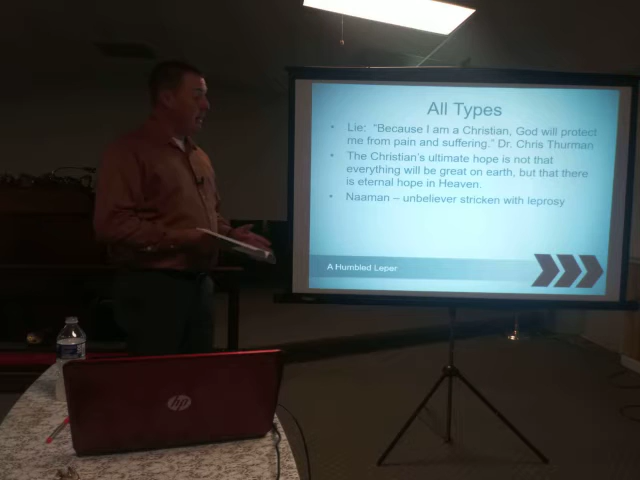 All Types
• Lie: "Because I am a Christian, God will protect
me from pain and suffering." Dr. Chris Thurman
• The Christian's ultimate hope is not that
everything will be great on earth, but that there
is eternal hope in Heaven.
• Naaman – unbeliever stricken with leprosy
A Humbled Leper
hp